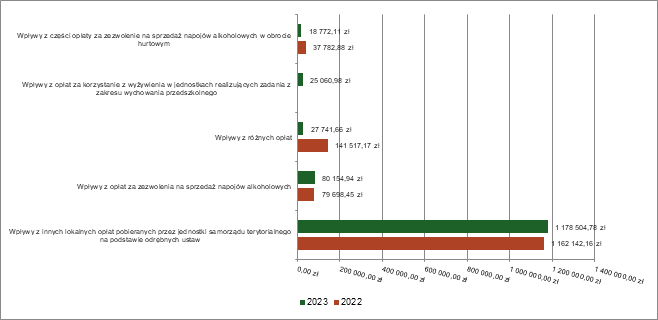 Wpływy z części opłaty za zezwolenie na sprzedaż napojów alkoholowych w obrocie
hurtowym
18 772,11 zł
37 782,88 zł
Wpływy z opłat za korzystanie z wyżywienia w jednostkach realizujących zadania z
zakresu wychowania przedszkolnego
25 060,98 zł
Wpływy z różnych opłat
27 741,66 zł
141 517,17 zł
Wpływy z opłat za zezwolenia na sprzedaż napojów alkoholowych
80 154,94 zł
79 698,45 zł
Wpływy z innych lokalnych opłat pobieranych przez jednostki samorządu terytorialnego
na podstawie odrębnych ustaw
1 178 504,78 zł
1 162 142,16 zł
0,00 zł
200 000,00 zł
400 000,00 zł
600 000,00 zł
800 000,00 zł
1 000 000,00 zł
1 200 000,00 zł
1 400 000,00 zł
2023 2022